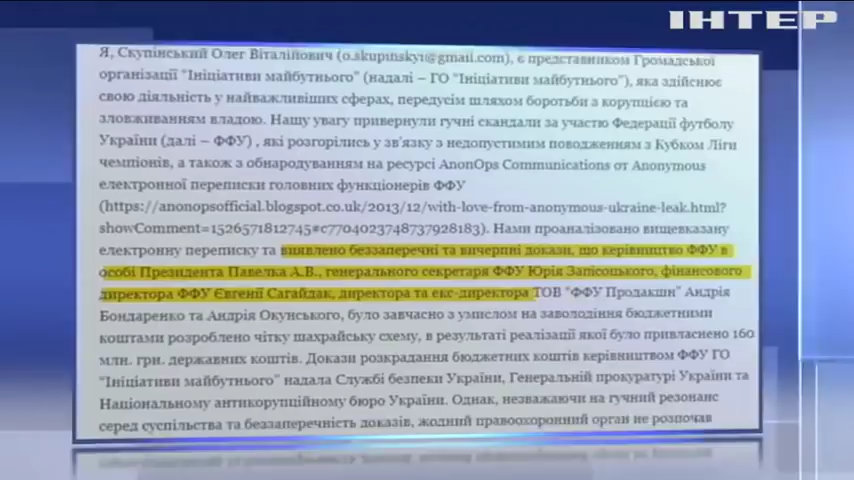 ІНТЕР
Я, Скупінський Олег Віталійович (o.skupinsky1@gmail.com), є представником Громадської
організації "Ініціативи майбутнього" (надалі – ГО "Ініціативи майбутнього"), яка здійснює
свою діяльність у найважливіших сферах, передусім шляхом боротьби з корупцією та
зловживанням владою. Нашу увагу привернули гучні скандали за участю Федерації футболу
України (далі – ФФУ) , які розгорілись у зв'язку з недопустимим поводженням з Кубком Ліги
чемпіонів, а також з обнародуванням на ресурсі AnonOps Communications от Anonymous
електронної переписки головних функціонерів ФФУ
(https://anonopsofficial.blogspot.co.uk/2013/12/with-love-from-anonymous-ukraine-leak.html?
showComment=1526571812745#c7704023748737928183). Нами проаналізовано вищевказану
електронну переписку та виявлено беззаперечні та вичерпні докази, що керівництво ФФУ в
особі Президента Павелка А.В., генерального секретаря ФФУ Юрія Запісоцького, фінансового
директора ФФУ Євгенії Сагайдак, директора та екс-директора ТОВ "ФФУ Продакшн" Андрія
Бондаренко та Андрія Окунського, було завчасно з умислом на заволодіння бюджетними
коштами розроблено чітку шахрайську схему, в результаті реалізації якої було привласнено 160
млн. грн. державних коштів. Докази розкрадання бюджетних коштів керівництвом ФФУ ГО
"Ініціативи майбутнього" надала Службі безпеки України, Генеральній прокуратурі України та
Національному антикорупційному бюро України. Однак, незважаючи на гучний резонанс
серед суспільства та беззаперечність доказів, жодний правоохоронний орган не розпочав